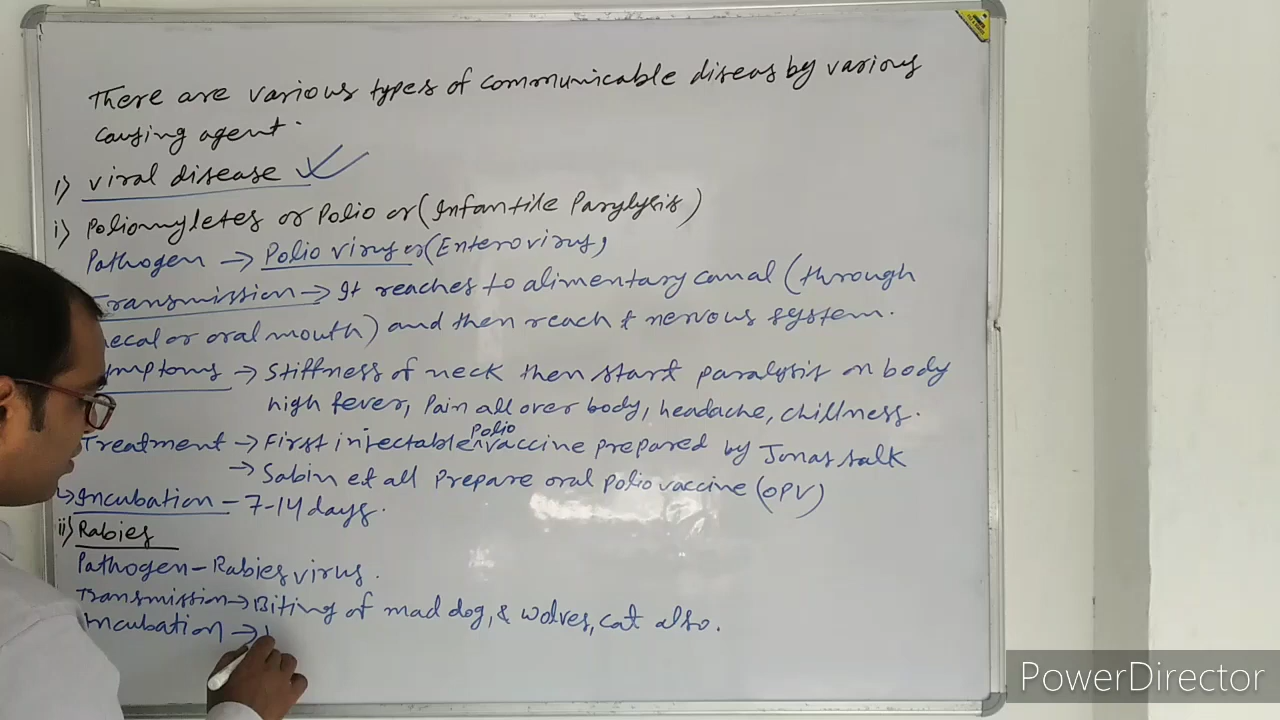 There are various types of communicable diseas by various
causing agent.
1) viral disease
i) Poliomyletes or Polio or (Infantile Parylysis)
Pathogen → Polio virus or (Enterovirus,
Transmission → It reaches to alimentary canal (through
ecal or oral mouth) and then reach t nervous system.
ymptoms → Stiffness of neck then start paralysis on body
high fever, Pain all over body, headache, chillness.
Treatment → First injectable polio vaccine prepared by Jonas salk
→ Sabin et all Prepare oral polio vaccine (OPV)
↳ Incubation - 7-14 days.
ii) Rabies
Pathogen - Rabies virus.
Transmission → Biting of mad dog, & wolves, cat also.
Incubation →
PowerDirector